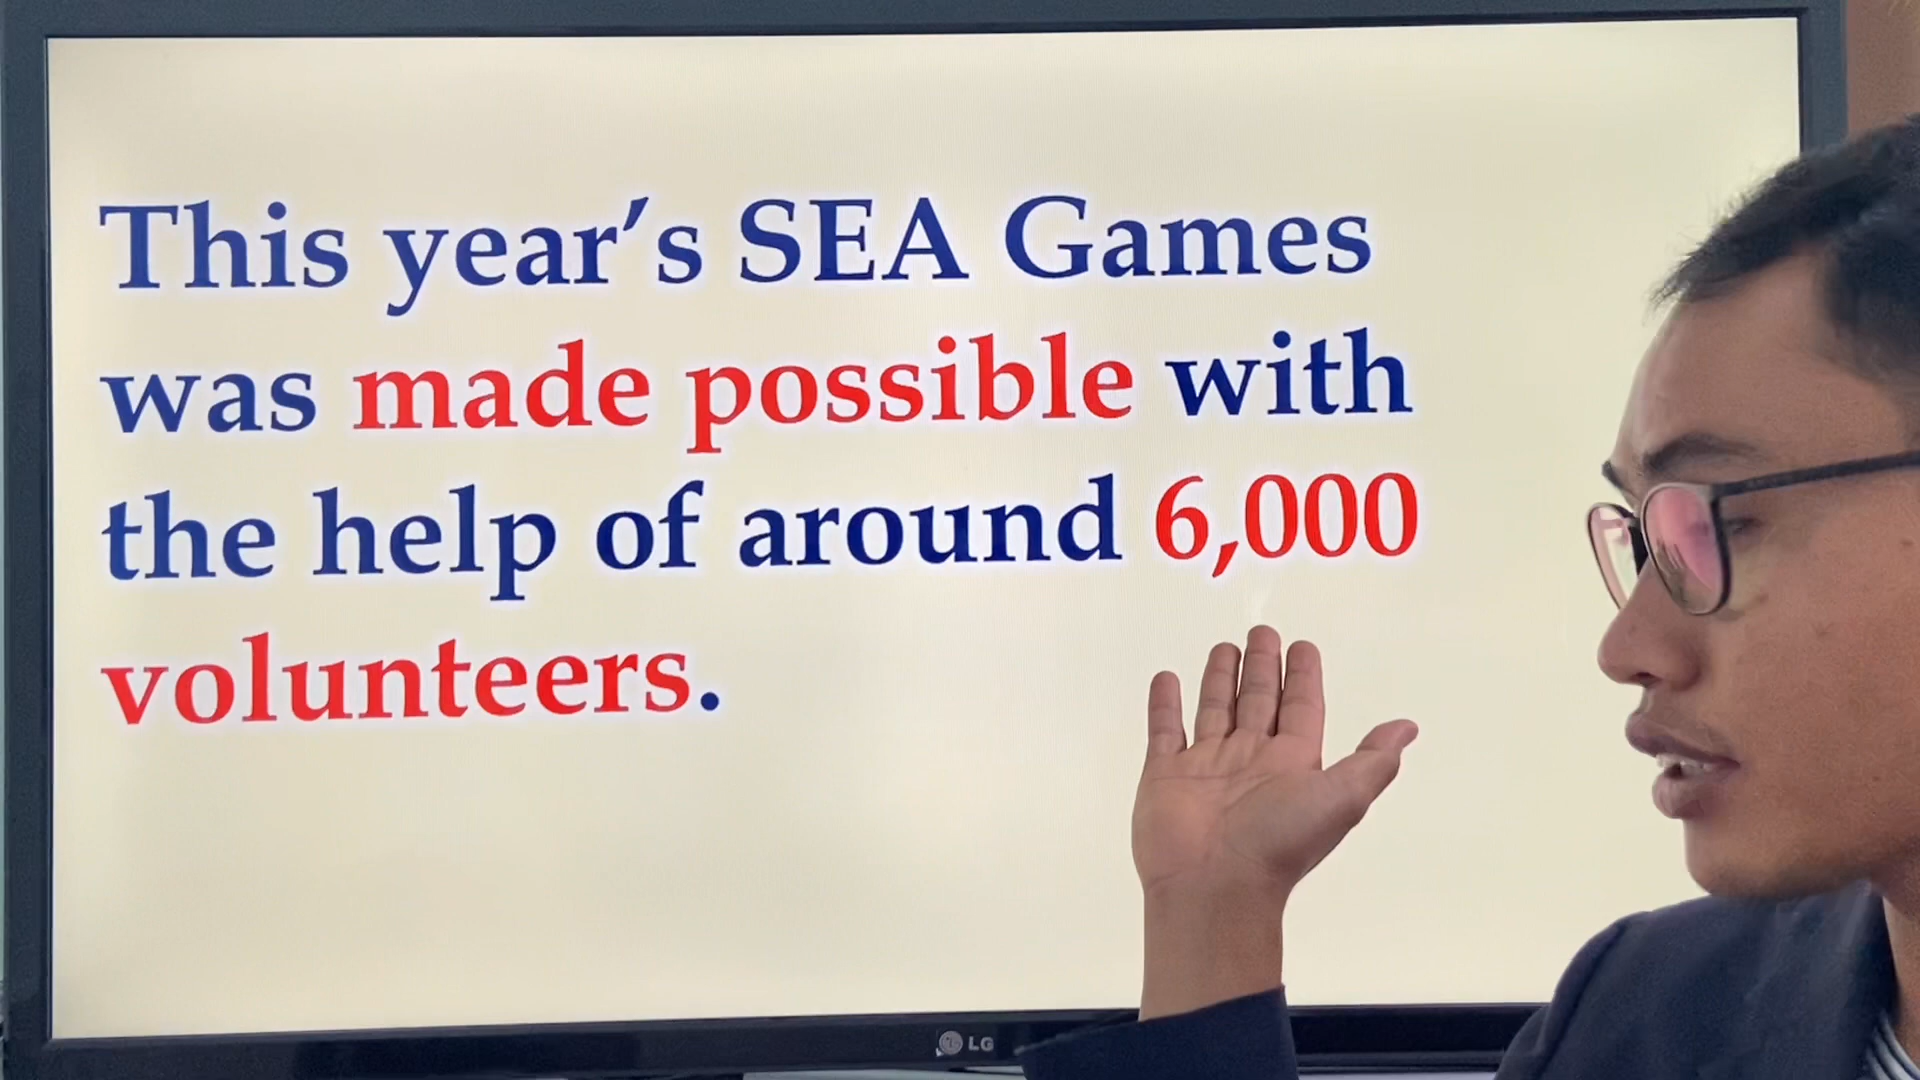 This year’s SEA Games
was made possible with
the help of around 6,000
volunteers.
LG